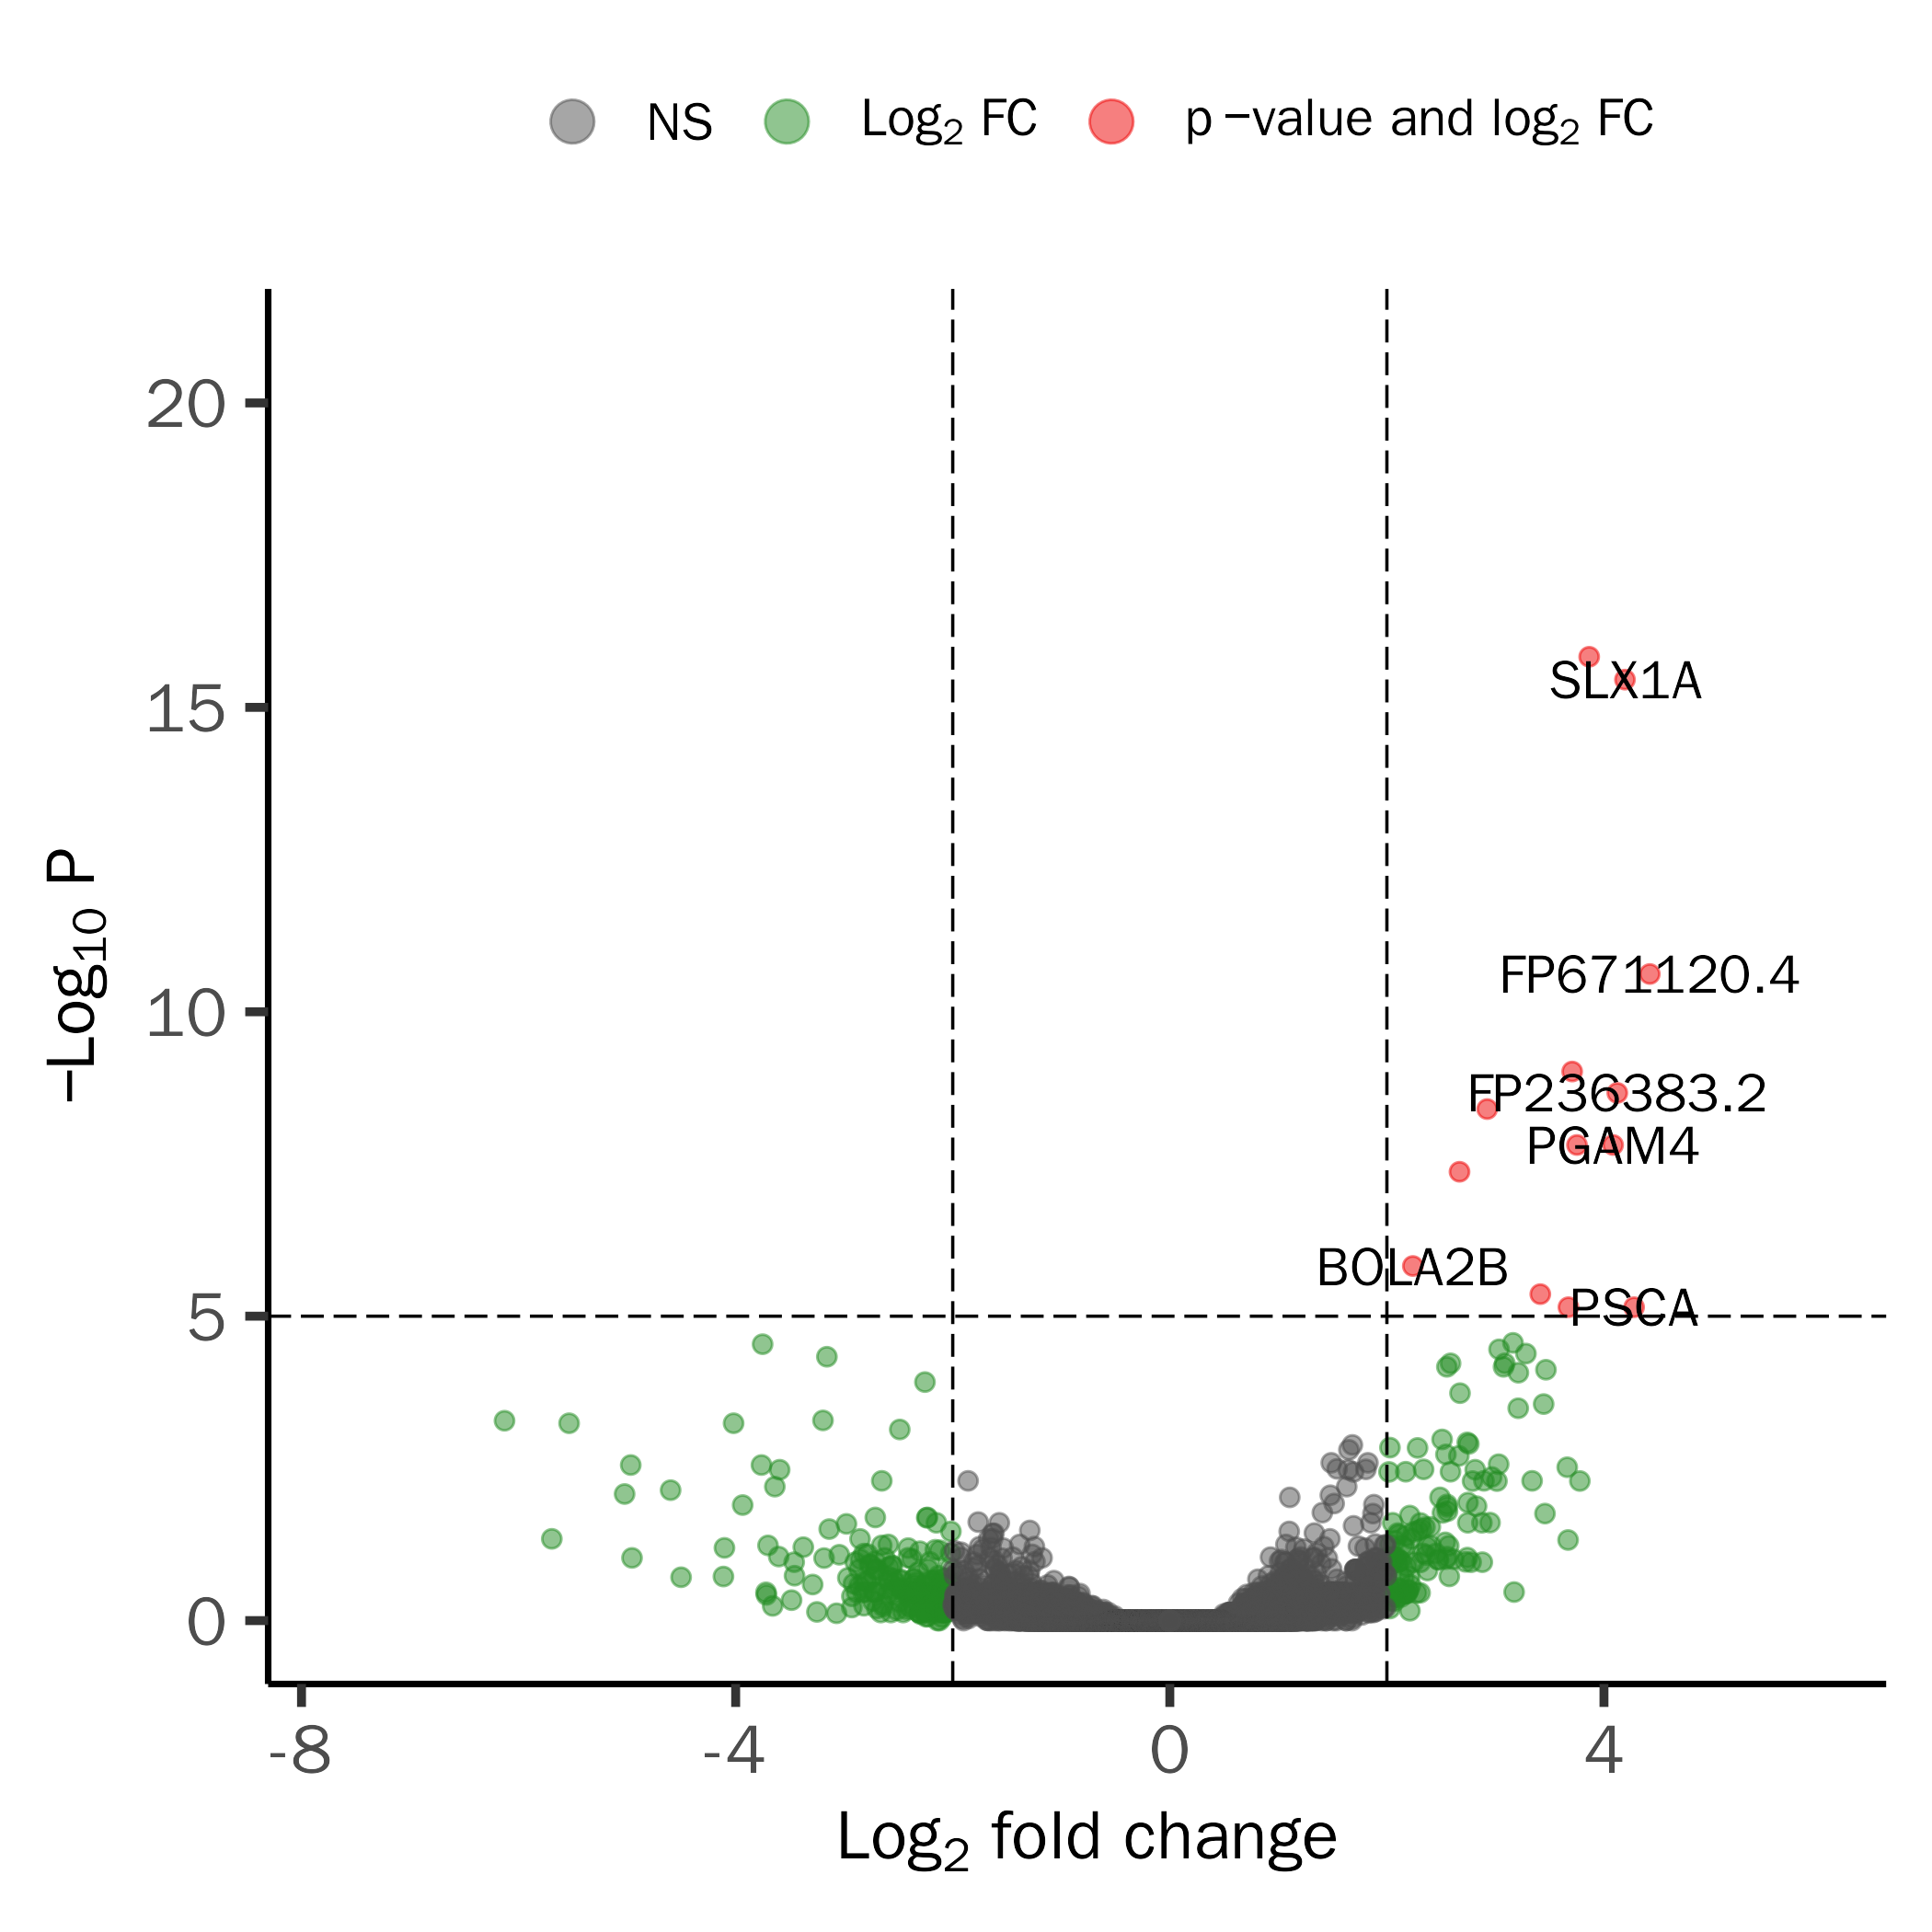 NS Log₂ FC p −value and log₂ FC
20
15
10
5
0
−Log₁₀ P
SLX1A
FP671120.4
FP236383.2
PGAM4
BOLA2B
PSCA
-8 -4 0 4
Log₂ fold change